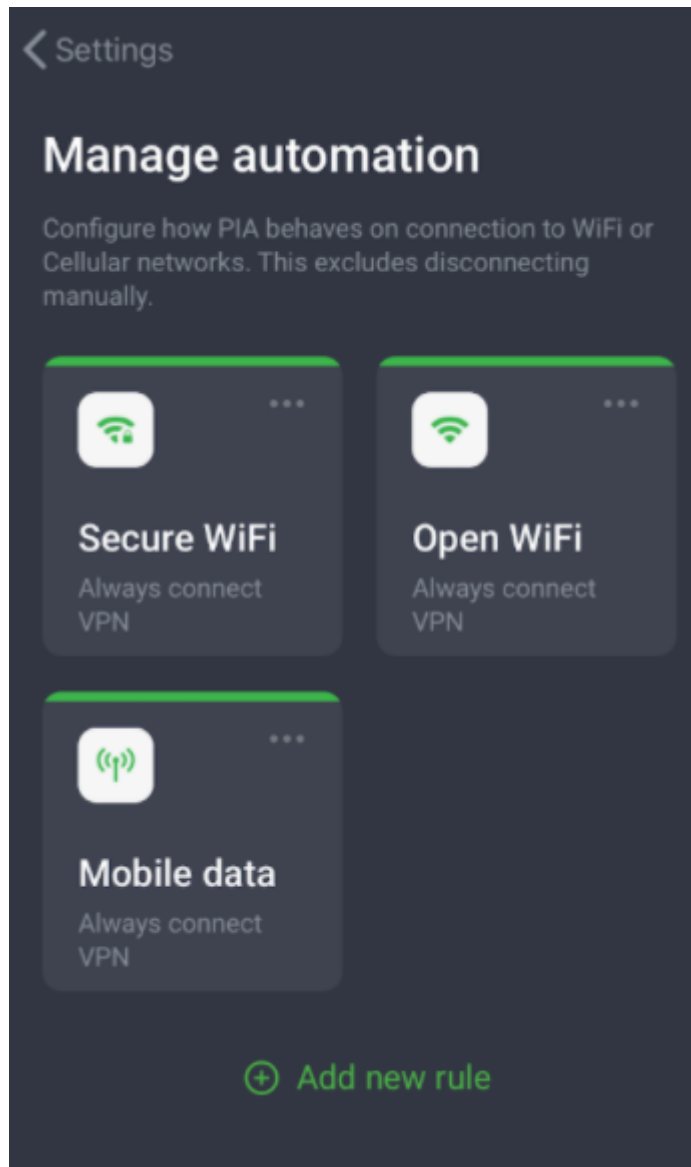 Settings
Manage automation
Configure how PIA behaves on connection to WiFi or
Cellular networks. This excludes disconnecting
manually.
Secure WiFi
Always connect
VPN
Open WiFi
Always connect
VPN
Mobile data
Always connect
VPN
Add new rule